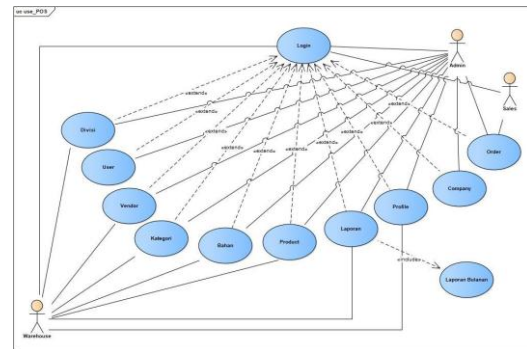 uc use_POS
Login
Admin
Sales
«extend»
«extend»
«extend»
«extend»
«extend»
«extend»
«extend»
«extend»
«extend»
«extend»
Divisi
User
Vendor
Kategori
Bahan
Product
Laporan
Profile
Company
Order
«include»
Laporan Bulanan
Warehouse